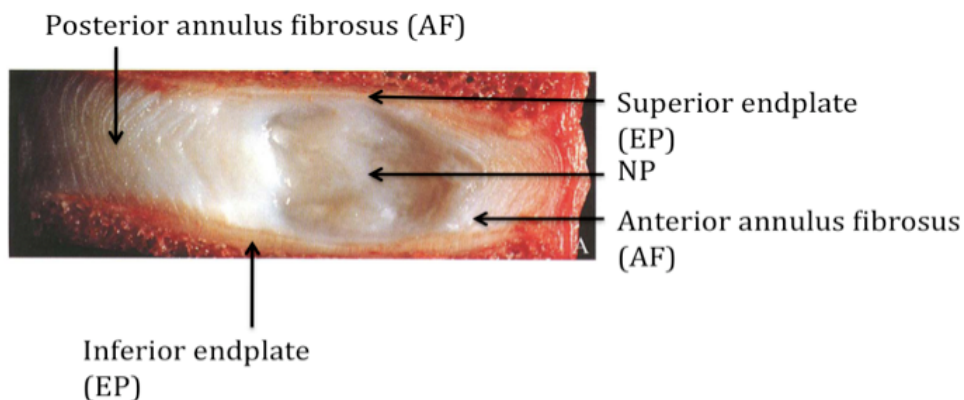 Posterior annulus fibrosus (AF)
Superior endplate
(EP)
NP
Anterior annulus fibrosus
(AF)
A
Inferior endplate
(EP)